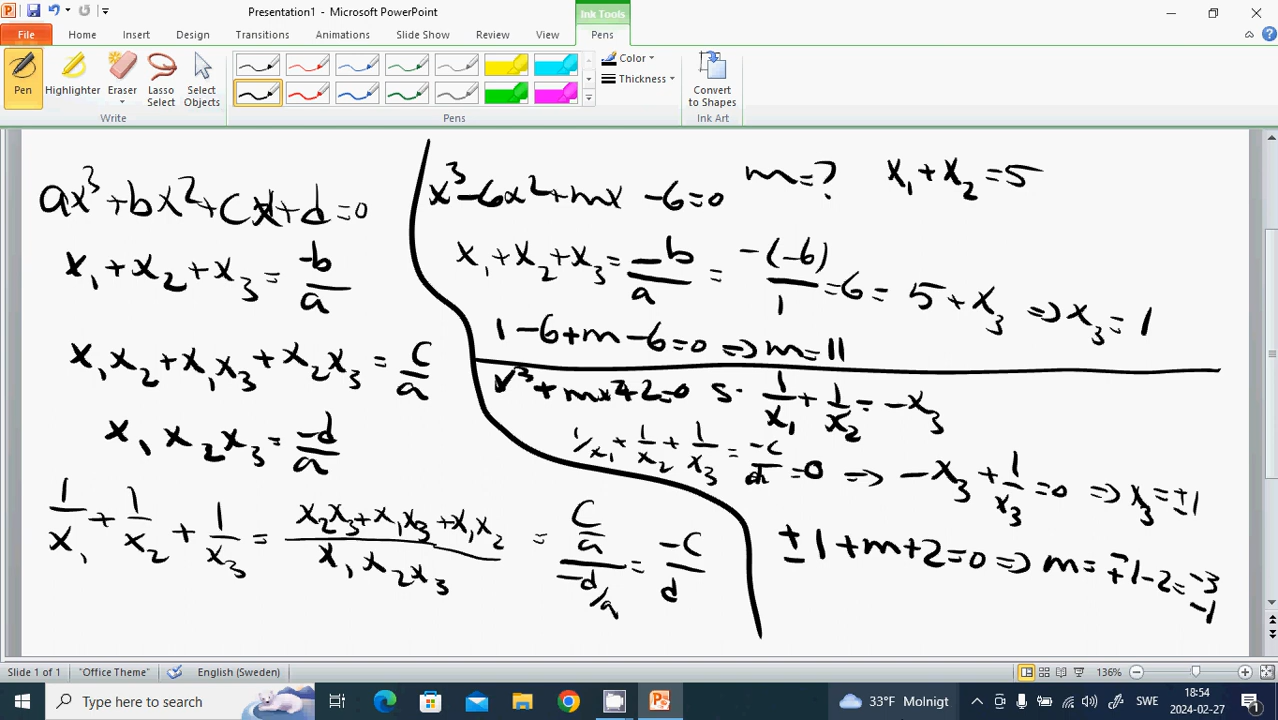 Presentation1 - Microsoft PowerPoint
Ink Tools
File Home Insert Design Transitions Animations Slide Show Review View Pens
Pen Highlighter Eraser Lasso Select Select Objects
Color
Thickness
Convert to Shapes
Write Pens Ink Art
ax³+bx²+cx+d=0
x₁+x₂+x₃=-b/a
x₁x₂+x₁x₃+x₂x₃=c/a
x₁x₂x₃=-d/a
1/x₁+1/x₂+1/x₃=(x₂x₃+x₁x₃+x₁x₂)/(x₁x₂x₃)=(c/a)/(-d/a)=-c/d
x³-6x²+mx-6=0 m=? x₁+x₂=5
x₁+x₂+x₃=-b/a=-(-6)/1=6=5+x₃⇒x₃=1
1-6+m-6=0⇒m=11
x³+mx²+2=0 s. 1/x₁+1/x₂=-x₃
1/x₁+1/x₂+1/x₃=-c/d=0⇒-x₃+1/x₃=0⇒x₃=±1
±1+m+2=0⇒m=∓1-2=-3
-1
Slide 1 of 1 "Office Theme" English (Sweden) 136%
Type here to search 33°F Molnigt SWE 18:54
2024-02-27 1